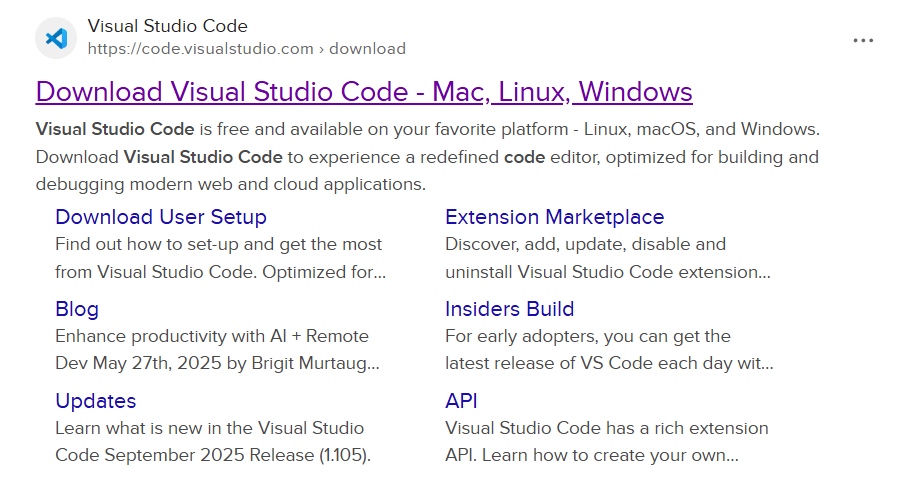 Visual Studio Code
https://code.visualstudio.com › download
Download Visual Studio Code - Mac, Linux, Windows
Visual Studio Code is free and available on your favorite platform - Linux, macOS, and Windows.
Download Visual Studio Code to experience a redefined code editor, optimized for building and
debugging modern web and cloud applications.
Download User Setup
Find out how to set-up and get the most
from Visual Studio Code. Optimized for...
Extension Marketplace
Discover, add, update, disable and
uninstall Visual Studio Code extension...
Blog
Enhance productivity with AI + Remote
Dev May 27th, 2025 by Brigit Murtaug...
Insiders Build
For early adopters, you can get the
latest release of VS Code each day wit...
Updates
Learn what is new in the Visual Studio
Code September 2025 Release (1.105).
API
Visual Studio Code has a rich extension
API. Learn how to create your own...